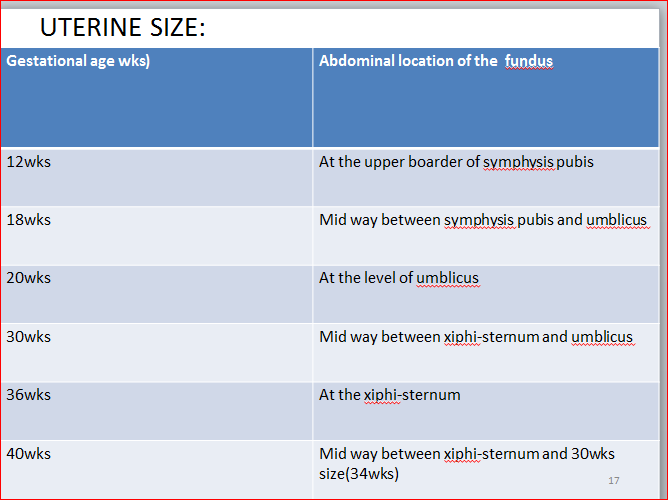 UTERINE SIZE:
Gestational age wks)
Abdominal location of the fundus
12wks
At the upper boarder of symphysis pubis
18wks
Mid way between symphysis pubis and umblicus
20wks
At the level of umblicus
30wks
Mid way between xiphi-sternum and umblicus
36wks
At the xiphi-sternum
40wks
Mid way between xiphi-sternum and 30wks
size(34wks)
17